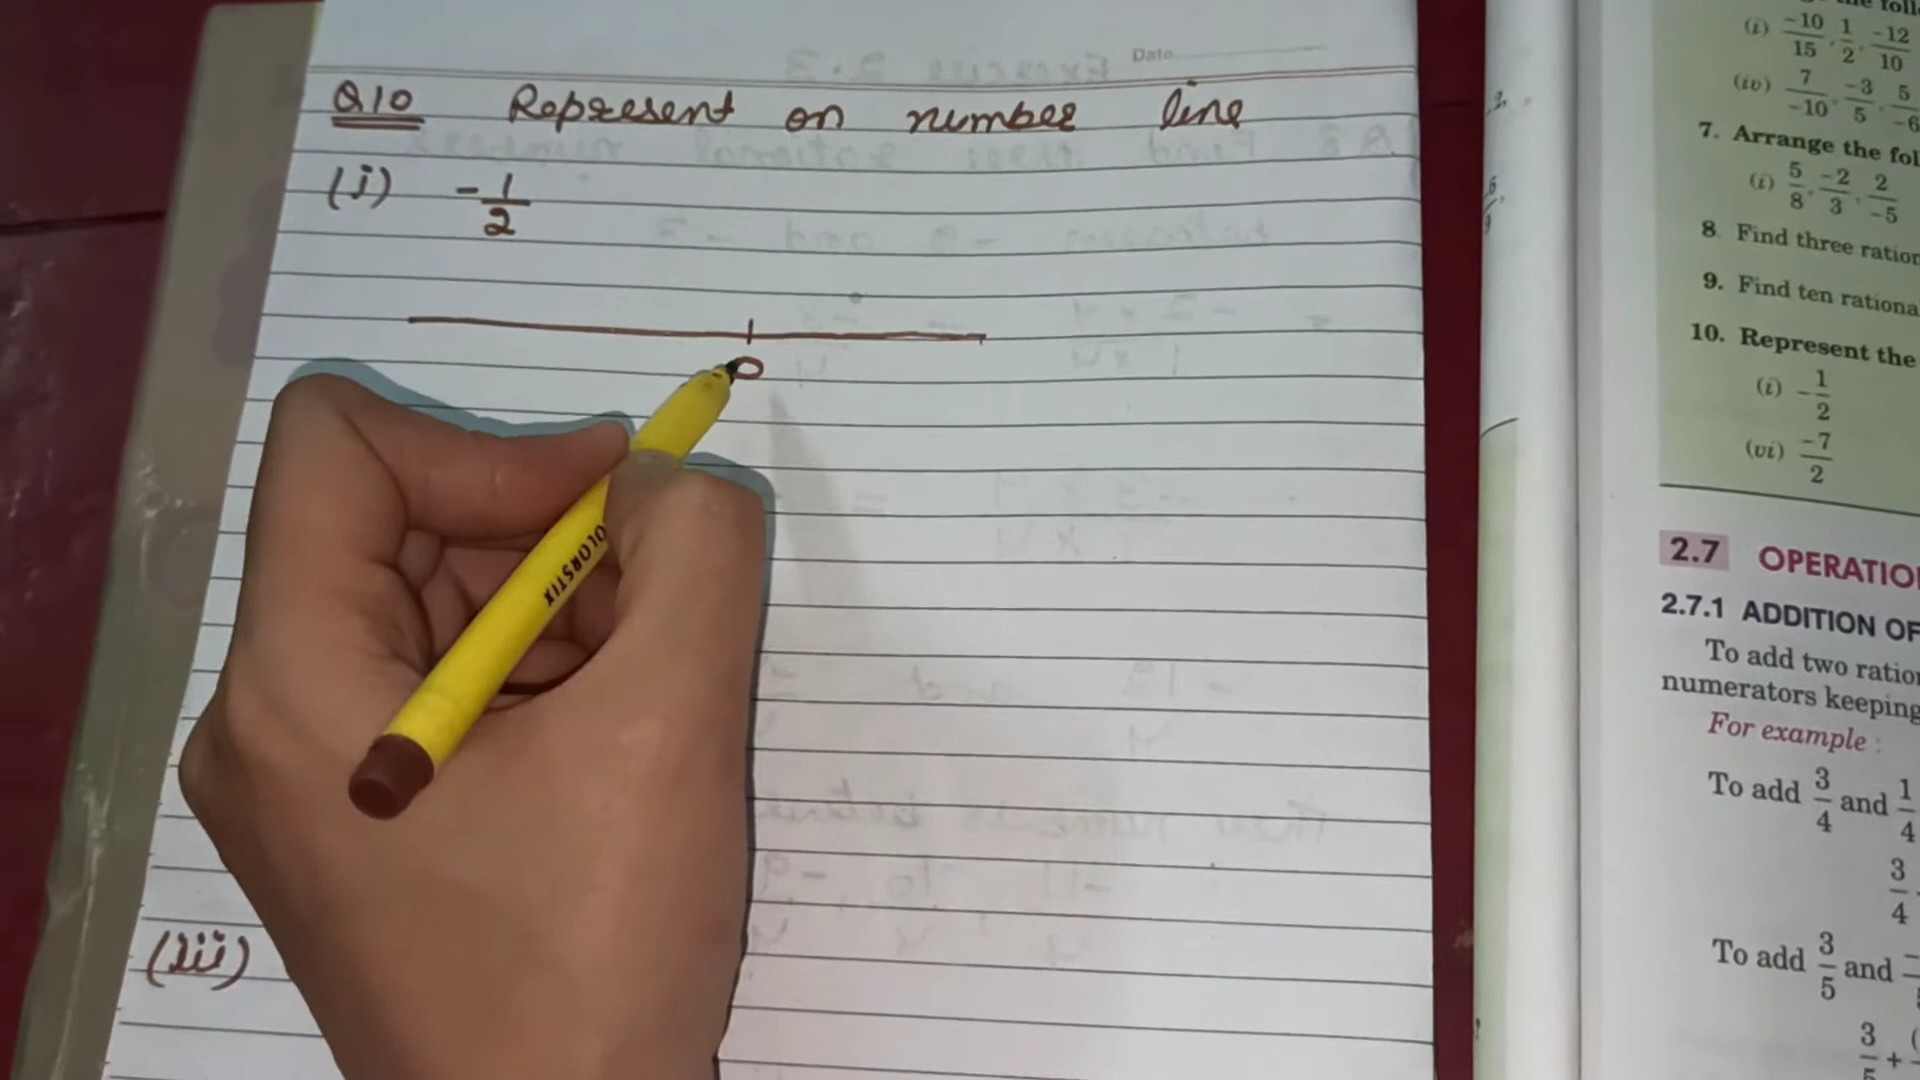 Date
Q10 Represent on number line
(i) -1/2
0
OLORSTIX
(iii)
(i) -10/15, 1/2, -12/10
(iv) 7/-10, -3/5, 5/-6
7. Arrange the fol
(i) 5/8, -2/3, 2/-5
8. Find three ration
9. Find ten rationa
10. Represent the
(i) -1/2
(vi) -7/2
2.7 OPERATIO
2.7.1 ADDITION OF
To add two ratio
numerators keeping
For example :
To add 3/4 and 1/4
3/4
To add 3/5 and
3/5 + (